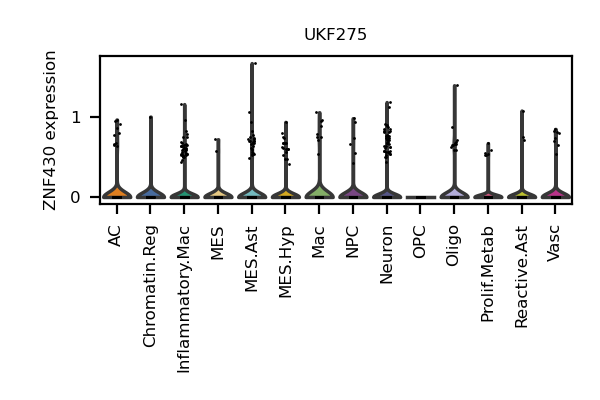 UKF275
ZNF430 expression
1
0
AC
Chromatin.Reg
Inflammatory.Mac
MES
MES.Ast
MES.Hyp
Mac
NPC
Neuron
OPC
Oligo
Prolif.Metab
Reactive.Ast
Vasc